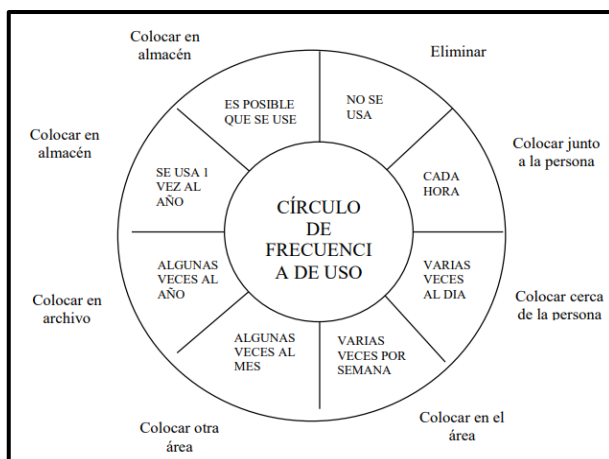 Colocar en
almacén
Eliminar
ES POSIBLE
QUE SE USE
NO SE
USA
Colocar en
almacén
Colocar junto
a la persona
SE USA 1
VEZ AL
AÑO
CADA
HORA
CÍRCULO
DE
FRECUENCI
A DE USO
ALGUNAS
VECES AL
AÑO
VARIAS
VECES
AL DIA
Colocar en
archivo
Colocar cerca
de la persona
ALGUNAS
VECES AL
MES
VARIAS
VECES POR
SEMANA
Colocar otra
área
Colocar en el
área